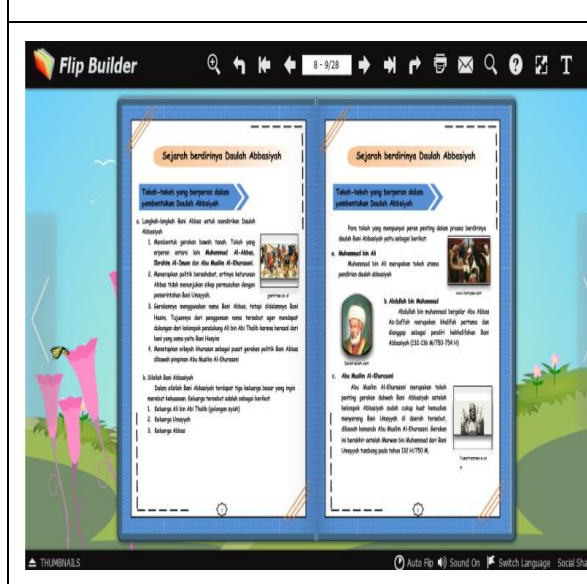 Flip Builder
8 - 9/28
Sejarah berdirinya Daulah Abbasiyah
Tokoh-tokoh yang berperan dalam
pembentukan Daulah Abbsiyah
a. Langkah-langkah Bani Abbas untuk mendirikan Daulah
Abbasiyah
1. Membentuk gerakan bawah tanah. Tokoh yang
erperan antara lain Muhammad Al-Abbas,
Ibrahim Al-Imam dan Abu Muslim Al-Khurasani.
2. Menerapkan politik bersahabat, artinya keturunan
Abbas tidak menunjukan sikap permusuhan dengan
pemerintahan Bani Umayyah.
3. Gerakannya menggunakan nama Bani Abbas, tetapi didalamnya Bani
Hasim. Tujuannya dari penggunaan nama tersebut agar mendapat
dukungan dari kelompok pendukung Ali bin Abi Thalib karena berasal dari
bani yang sama yaitu Bani Hasyim
4. Menetapkan wilayah khurasan sebagai pusat gerakan politik Bani Abbas
dibawah pimpinan Abu Muslim Al-Khurasani
b. Silsilah Bani Abbasiyah
Dalam silsilah Bani Abbasiyah terdapat tiga keluarga besar yang ingin
merebut kekuasaan. Keluarga tersebut adalah sebagai berikut:
1. Keluarga Ali bin Abi Thalib (golongan syiah)
2. Keluarga Umayyah
3. Keluarga Abbas
Sejarah berdirinya Daulah Abbasiyah
Tokoh-tokoh yang berperan dalam
pembentukan Daulah Abbsiyah
Para tokoh yang mempunyai peran penting dalam proses berdirinya
daulah Bani Abbasiyah yaitu sebagai berikut:
a. Muhammad bin Ali
Muhammad bin Ali merupakan tokoh utama
pendirian daulah abbasiyah
b. Abdullah bin Muhammad
Abdullah bin muhammad bergelar Abu Abbas
As-Saffah merupakan khalifah pertama dan
dianggap sebagai pendiri kekhalifahan Bani
Abbasiyah (132-136 M/750-754 H)
c. Abu Muslim Al-Khurasani
Abu Muslim Al-Khurasani merupakan tokoh
penting gerakan dakwah Bani Abbasiyah setelah
kelompok Abbasiyah sudah cukup kuat kemudian
menyerang Bani Umayyah di daerah tersebut,
dibawah komando Abu Muslim Al-Khurasani. Gerakan
ini berakhir setelah Marwan bin Muhammad dari Bani
Umayyah tumbang pada tahun 132 H/750 M.
THUMBNAILS
Auto Flip Sound On Switch Language Social Sha